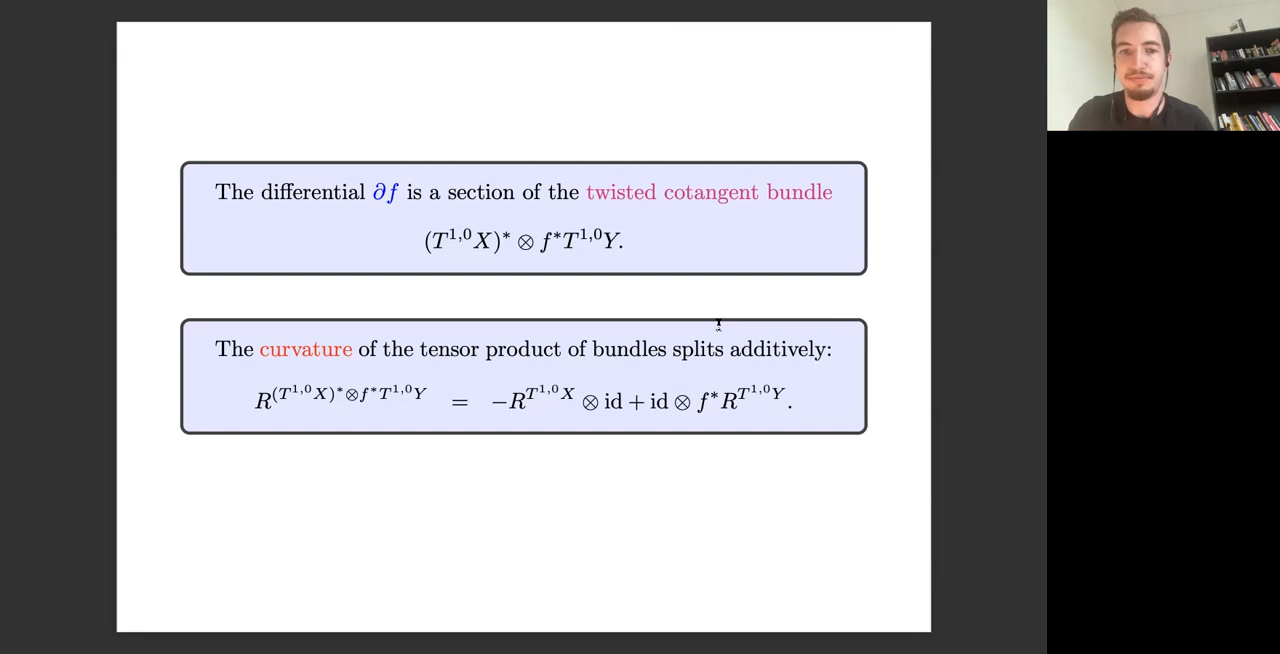 The differential ∂f is a section of the twisted cotangent bundle
(T^{1,0}X)^* ⊗ f^*T^{1,0}Y.
The curvature of the tensor product of bundles splits additively:
R^{(T^{1,0}X)^*⊗f^*T^{1,0}Y} = −R^{T^{1,0}X} ⊗ id + id ⊗ f^*R^{T^{1,0}Y}.